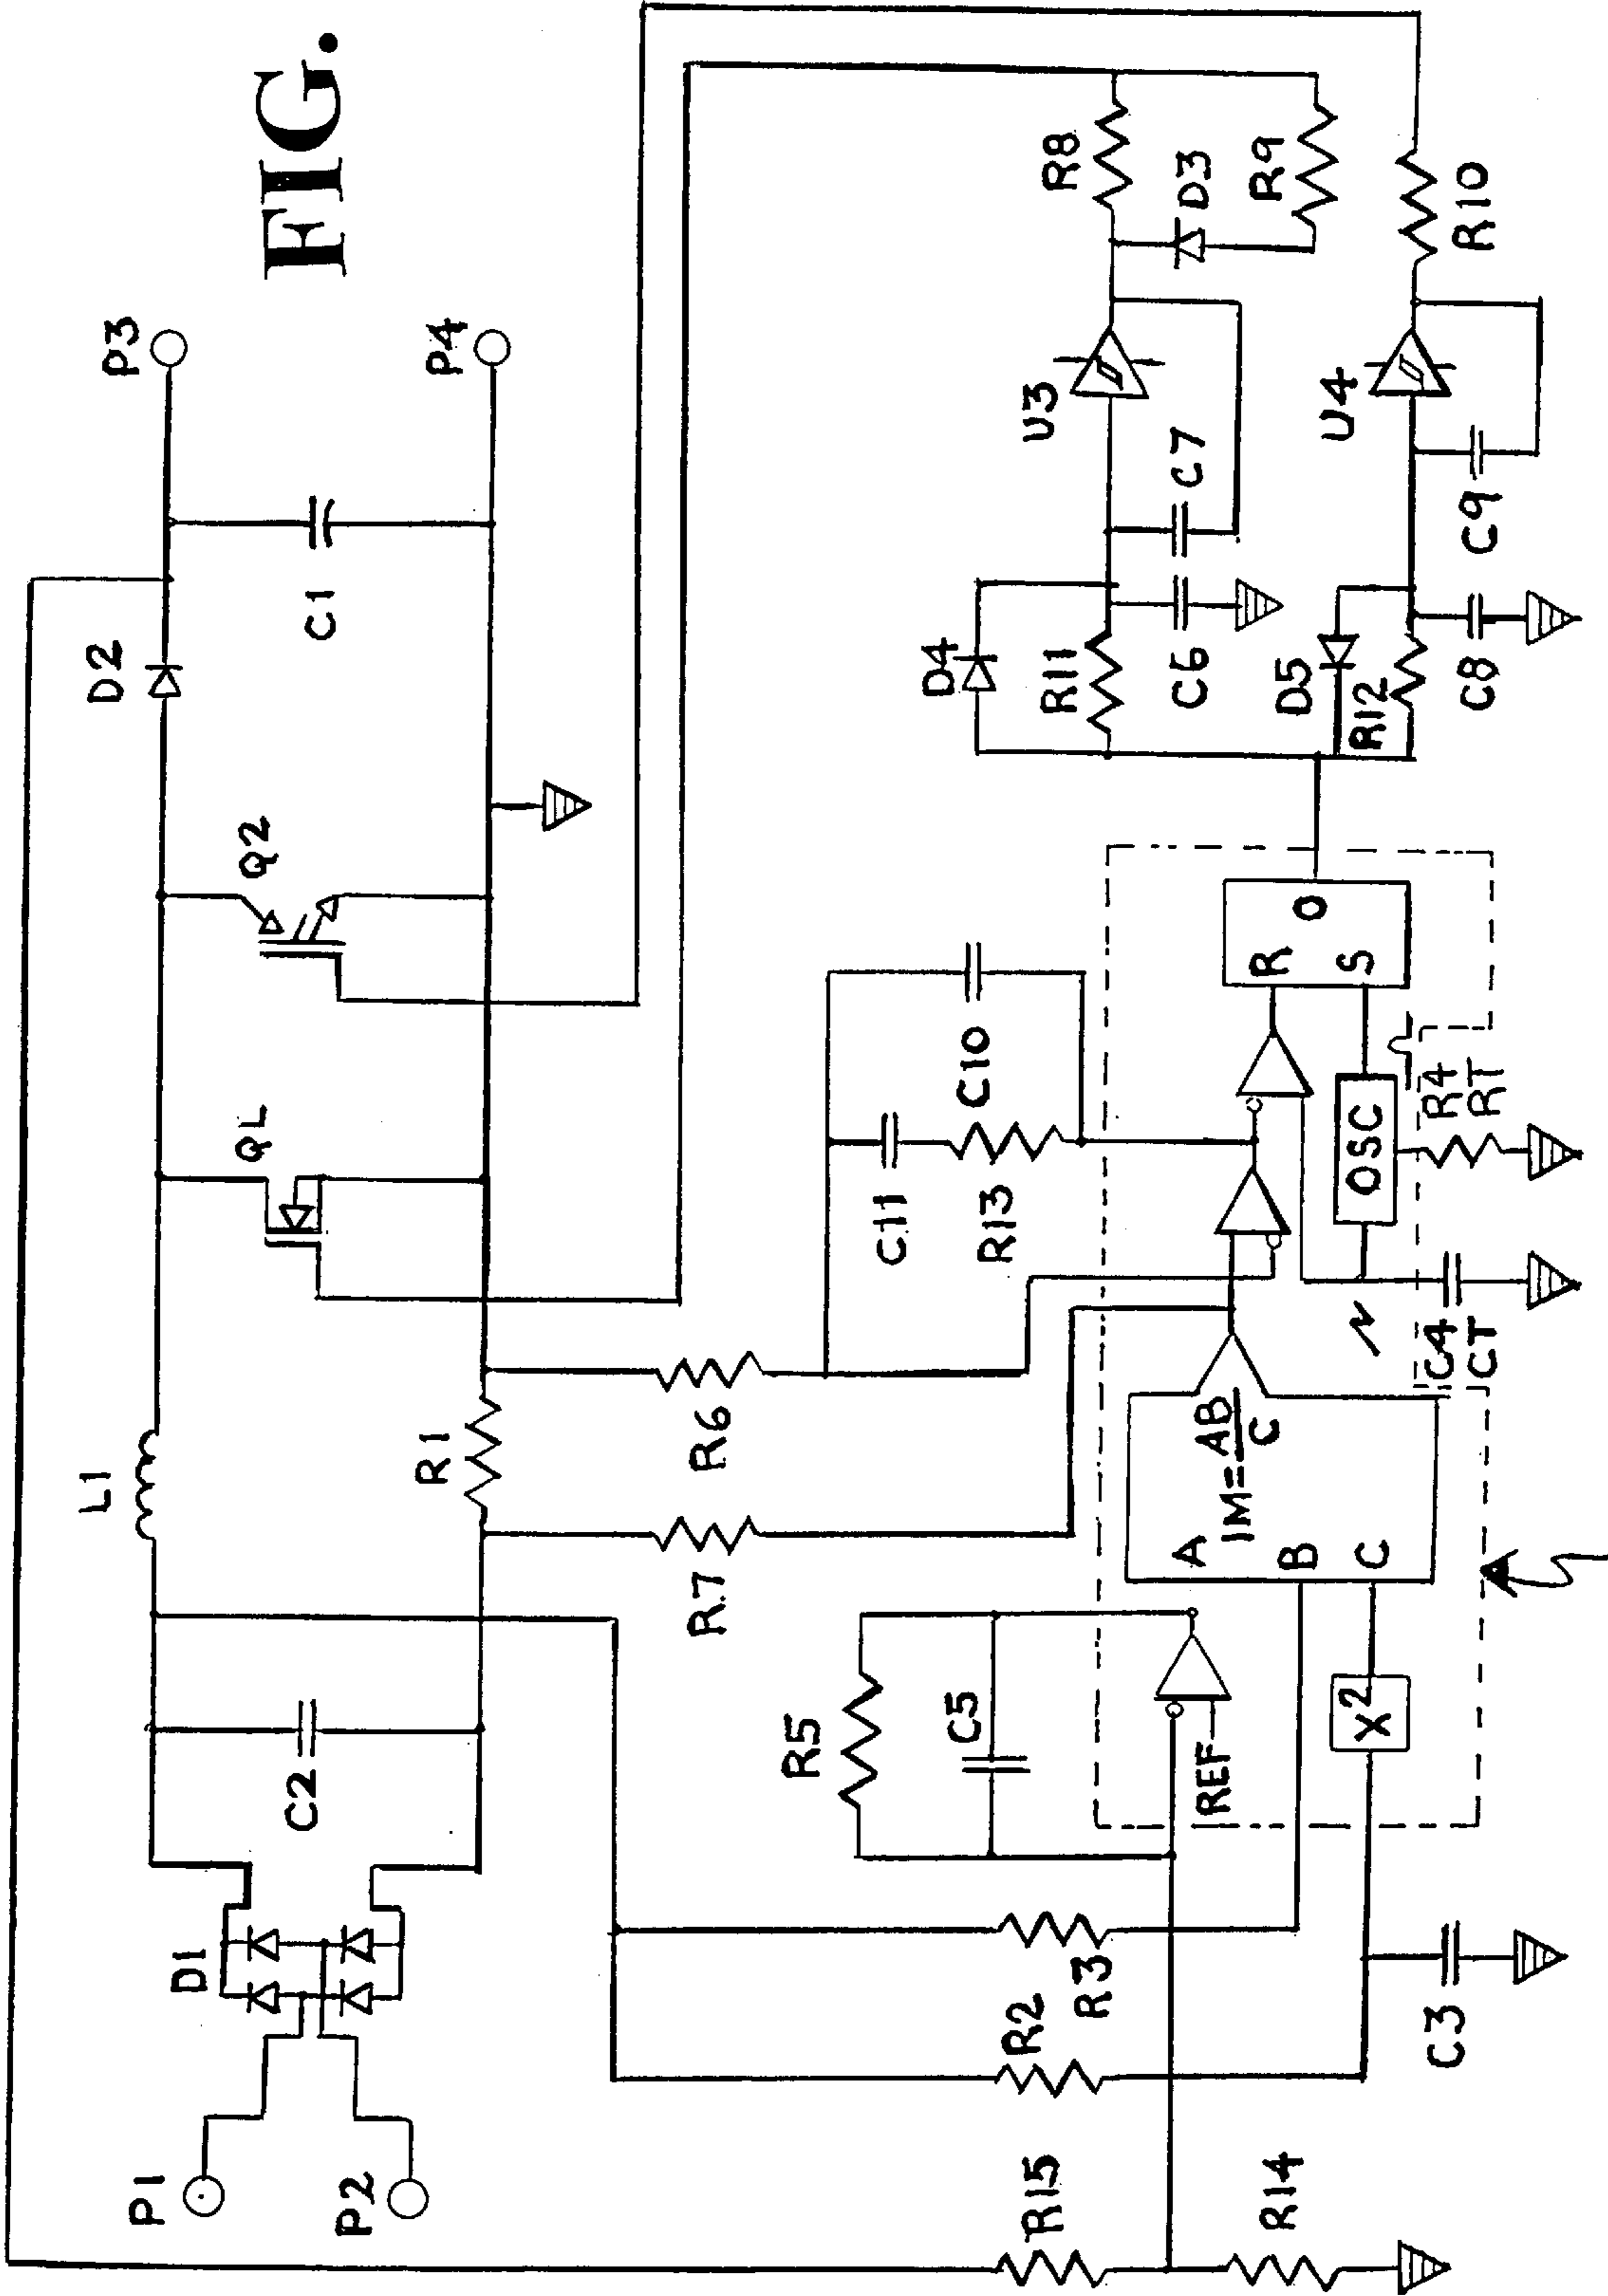 FIG.
P1
P2
D1
C2
L1
R1
QL
Q2
D2
C1
P3
P4
R7
R6
R5
C5
C11
R13
C10
D4
R11
C6
C7
U3
R8
D3
R9
D5
R12
C8
C9
U4
R10
R15
R14
R2
R3
C3
REF
X2
A
B
C
IM=AB/C
C4
CT
OSC
R4
RT
R
S
O